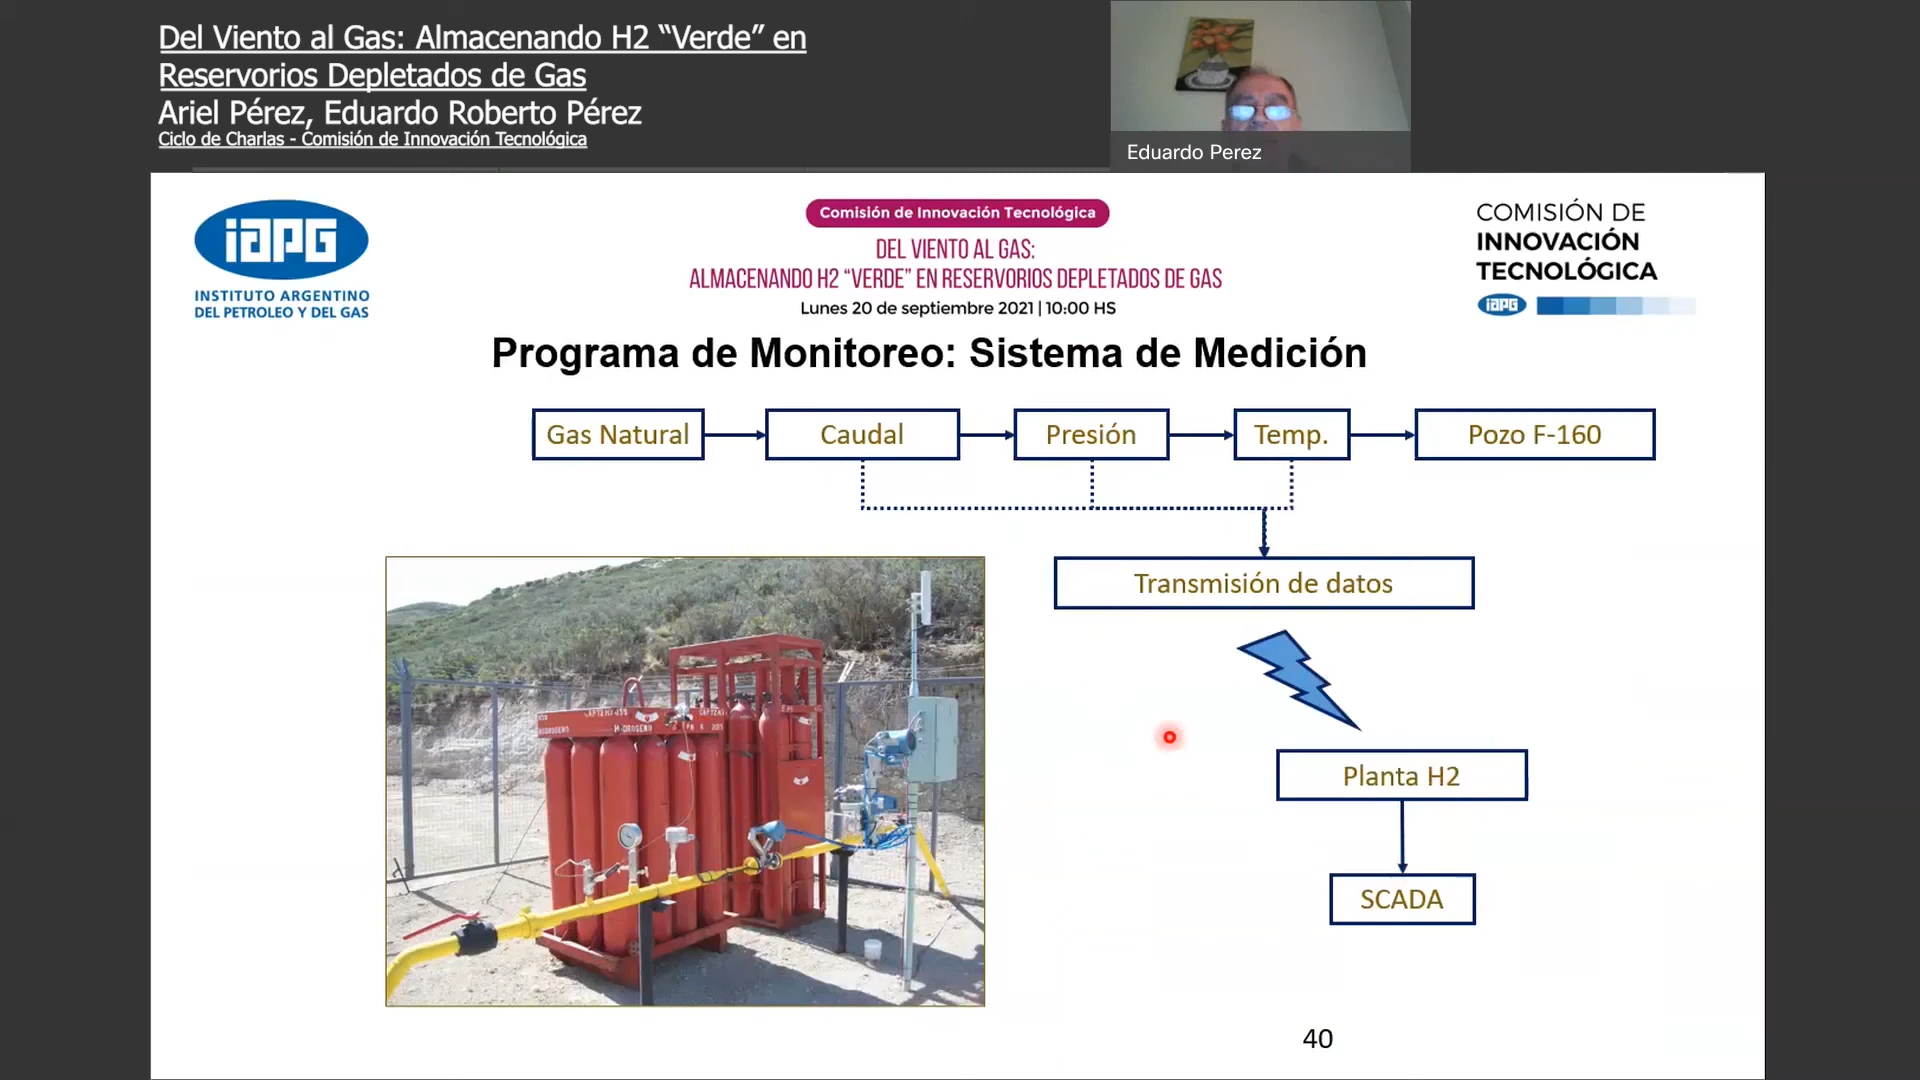 Del Viento al Gas: Almacenando H2 “Verde” en
Reservorios Depletados de Gas
Ariel Pérez, Eduardo Roberto Pérez
Ciclo de Charlas - Comisión de Innovación Tecnológica
Eduardo Perez
iAPG
INSTITUTO ARGENTINO
DEL PETROLEO Y DEL GAS
Comisión de Innovación Tecnológica
DEL VIENTO AL GAS:
ALMACENANDO H2 “VERDE” EN RESERVORIOS DEPLETADOS DE GAS
Lunes 20 de septiembre 2021 | 10:00 HS
COMISIÓN DE
INNOVACIÓN
TECNOLÓGICA
iAPG
Programa de Monitoreo: Sistema de Medición
Gas Natural
Caudal
Presión
Temp.
Pozo F-160
Transmisión de datos
Planta H2
SCADA
HIDROGENO
40